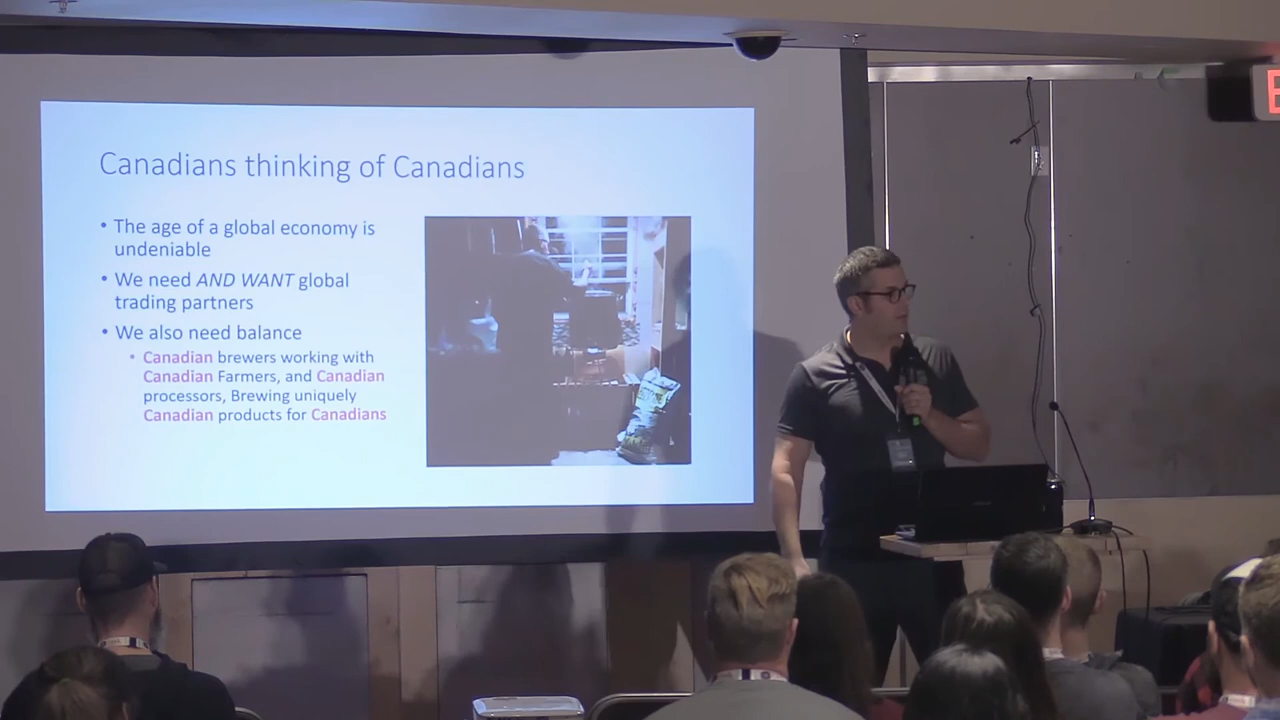 Canadians thinking of Canadians
• The age of a global economy is
undeniable
• We need AND WANT global
trading partners
• We also need balance
• Canadian brewers working with
Canadian Farmers, and Canadian
processors, Brewing uniquely
Canadian products for Canadians
E